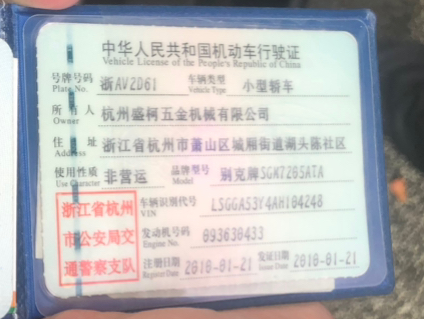 中华人民共和国机动车行驶证
Vehicle License of the People's Republic of China
号牌号码 浙AV2D61 车辆类型 小型轿车
Plate No. Vehicle Type
所有人 杭州盛柯五金机械有限公司
Owner
住址 浙江省杭州市萧山区城厢街道湖头陈社区
Address
使用性质 非营运 品牌型号 别克牌SGK7205ATA
Use Character Model
浙江省杭州
市公安局交
通警察支队
车辆识别代号 LSGGA53Y4AH104248
VIN
发动机号码 093630433
Engine No.
注册日期 2010-01-21 发证日期 2010-01-21
Register Date Issue Date